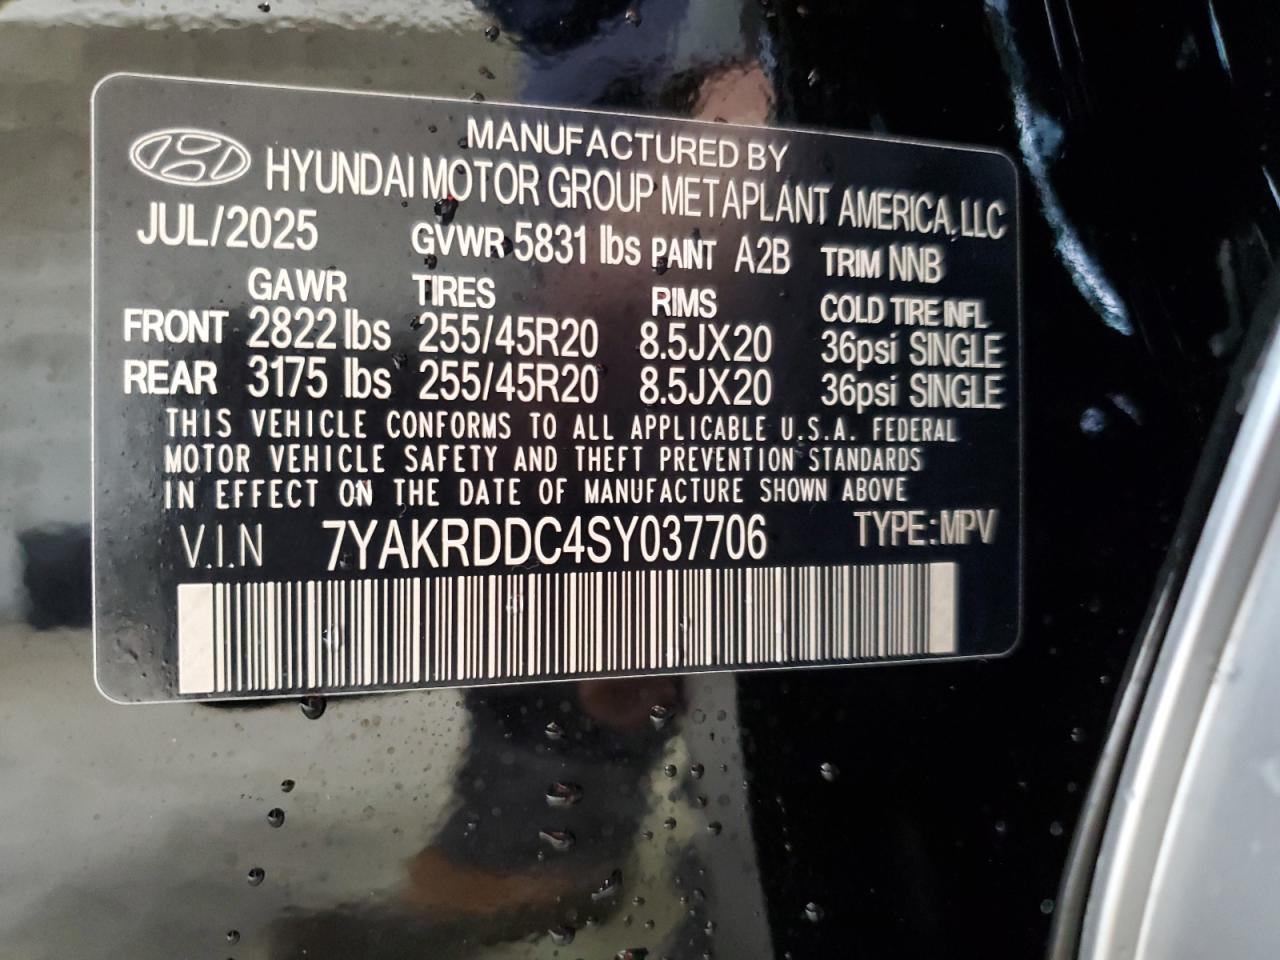 MANUFACTURED BY
HYUNDAI MOTOR GROUP METAPLANT AMERICA, LLC
JUL/2025 GVWR 5831 lbs PAINT A2B TRIM NNB
GAWR TIRES RIMS COLD TIRE INFL
FRONT 2822 lbs 255/45R20 8.5JX20 36psi SINGLE
REAR 3175 lbs 255/45R20 8.5JX20 36psi SINGLE
THIS VEHICLE CONFORMS TO ALL APPLICABLE U.S.A. FEDERAL
MOTOR VEHICLE SAFETY AND THEFT PREVENTION STANDARDS
IN EFFECT ON THE DATE OF MANUFACTURE SHOWN ABOVE
V.I.N 7YAKRDDC4SY037706 TYPE:MPV